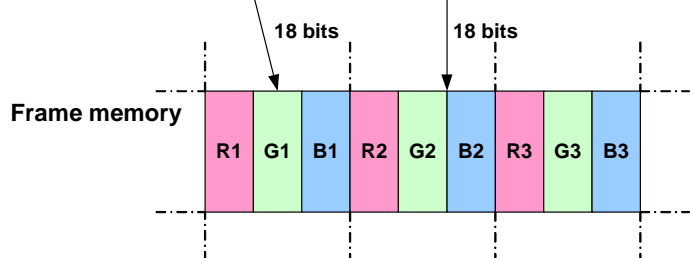 18 bits 18 bits
Frame memory
R1 G1 B1 R2 G2 B2 R3 G3 B3